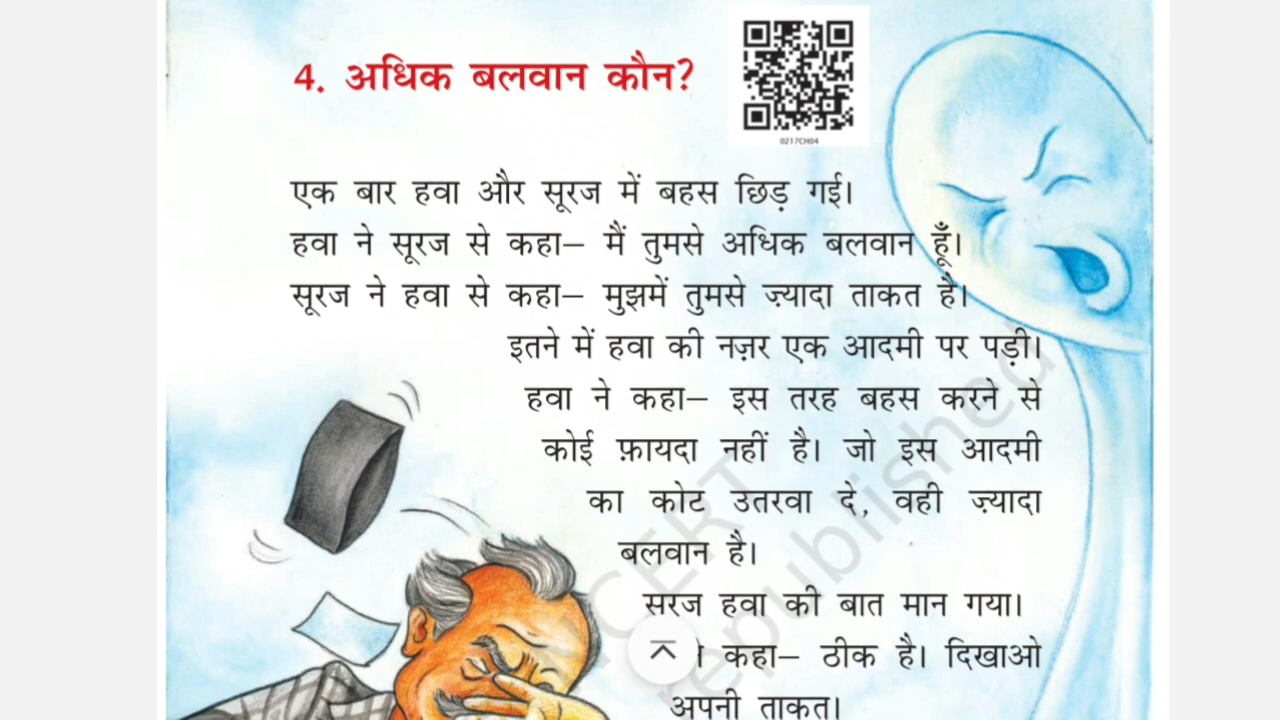 4. अधिक बलवान कौन?
0217CH04
एक बार हवा और सूरज में बहस छिड़ गई।
हवा ने सूरज से कहा– मैं तुमसे अधिक बलवान हूँ।
सूरज ने हवा से कहा– मुझमें तुमसे ज़्यादा ताकत है।
इतने में हवा की नज़र एक आदमी पर पड़ी।
हवा ने कहा– इस तरह बहस करने से
कोई फ़ायदा नहीं है। जो इस आदमी
का कोट उतरवा दे, वही ज़्यादा
बलवान है।
सूरज हवा की बात मान गया।
कहा– ठीक है। दिखाओ
अपनी ताकत।
republished